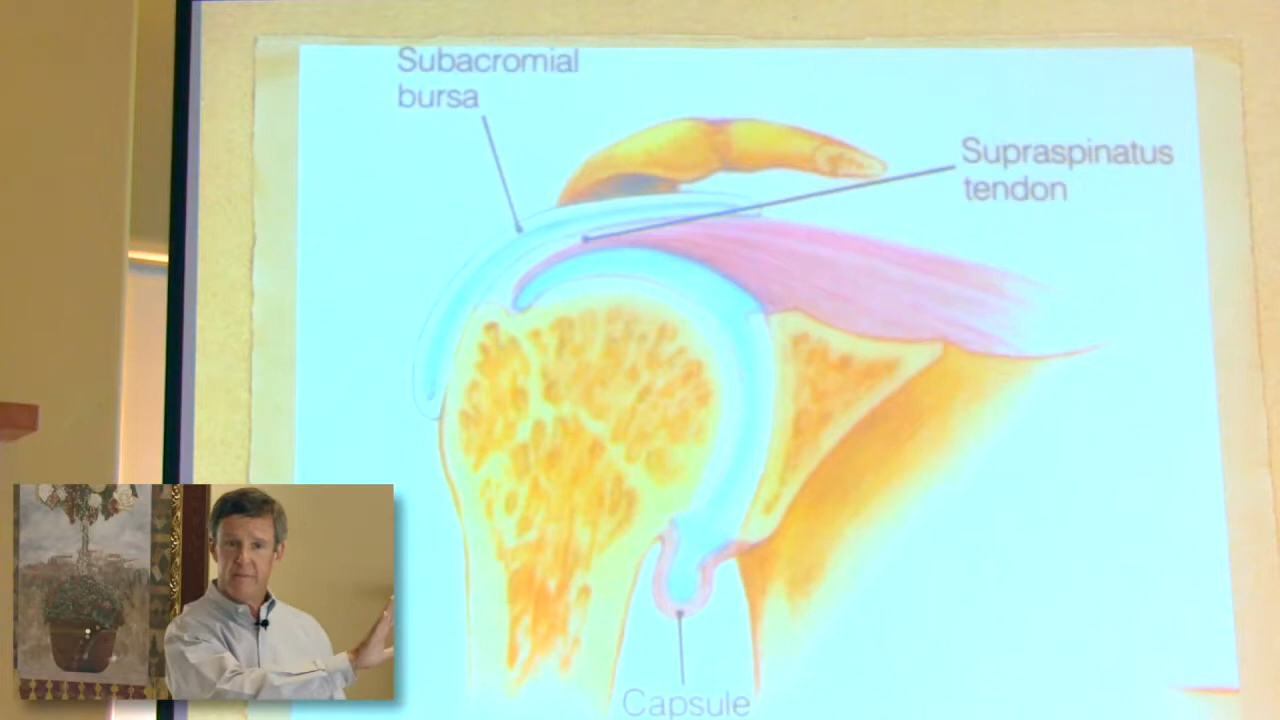 Subacromial
bursa
Supraspinatus
tendon
Capsule